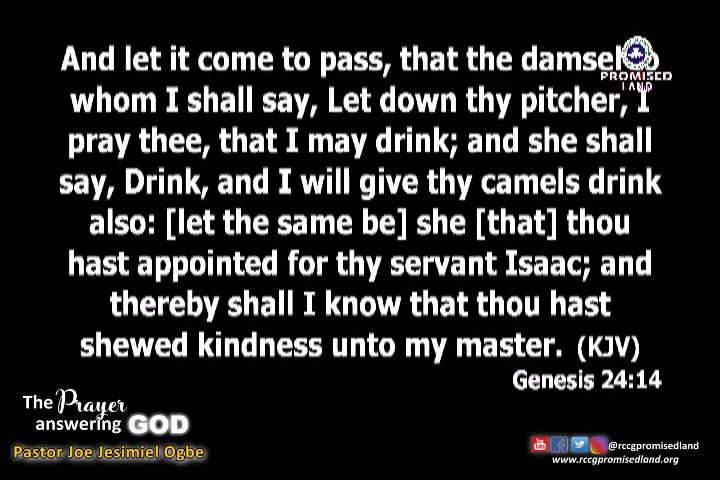 And let it come to pass, that the damsel to
whom I shall say, Let down thy pitcher, I
pray thee, that I may drink; and she shall
say, Drink, and I will give thy camels drink
also: [let the same be] she [that] thou
hast appointed for thy servant Isaac; and
thereby shall I know that thou hast
shewed kindness unto my master. (KJV)
Genesis 24:14
PROMISED
LAND
The Prayer
answering GOD
Pastor Joe Jesimiel Ogbe
@rccgpromisedland
www.rccgpromisedland.org